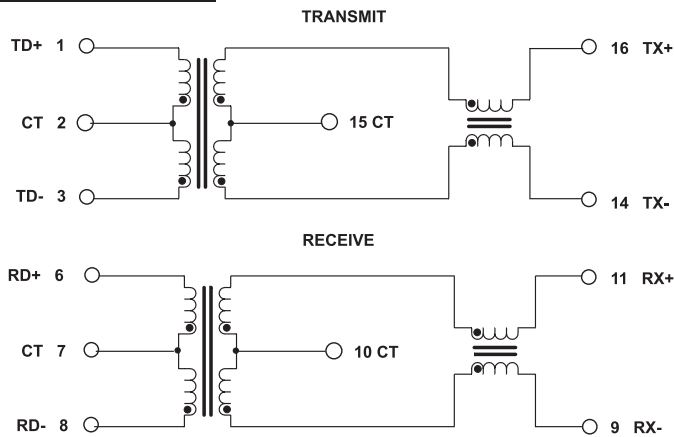 TRANSMIT
TD+ 1
16 TX+
CT 2
15 CT
TD- 3
14 TX-
RECEIVE
RD+ 6
11 RX+
CT 7
10 CT
RD- 8
9 RX-